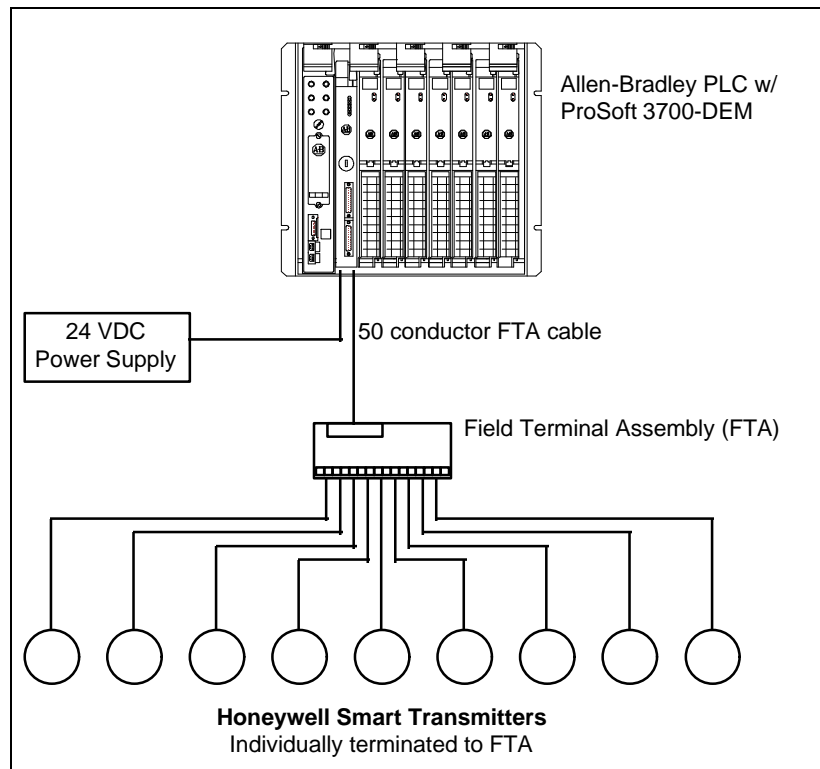 Allen-Bradley PLC w/
ProSoft 3700-DEM
24 VDC
Power Supply
50 conductor FTA cable
Field Terminal Assembly (FTA)
Honeywell Smart Transmitters
Individually terminated to FTA